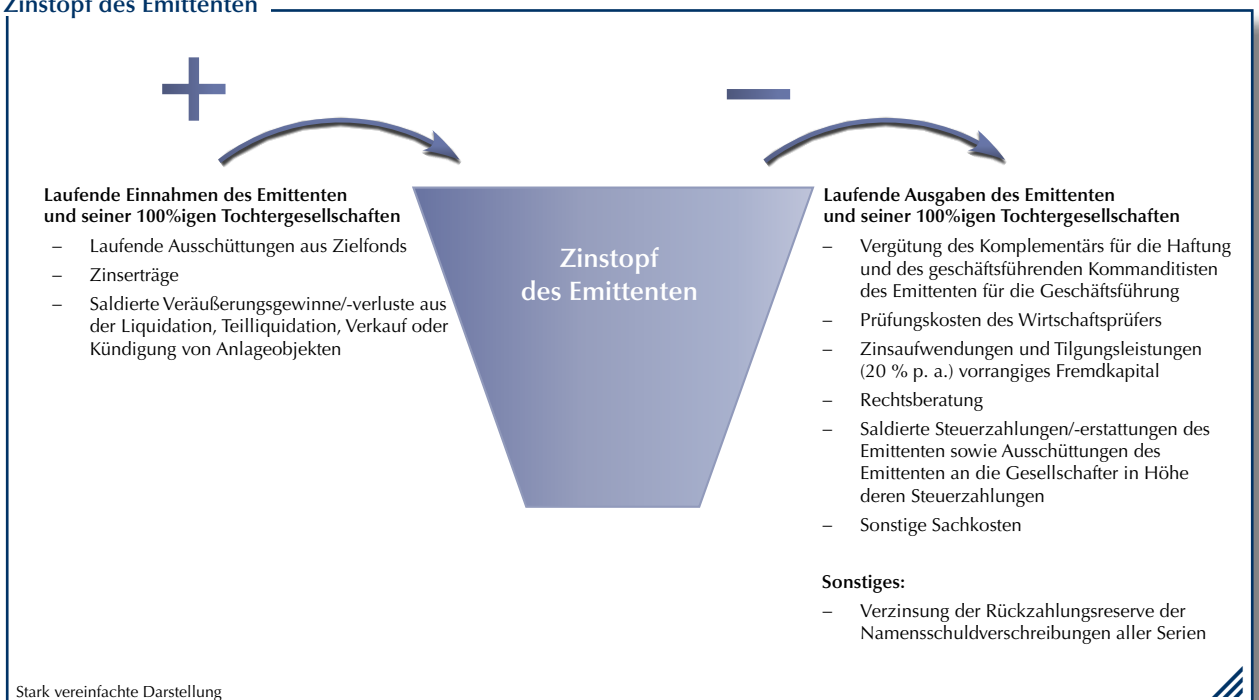 Zinstopf des Emittenten
Laufende Einnahmen des Emittenten
und seiner 100%igen Tochtergesellschaften
– Laufende Ausschüttungen aus Zielfonds
– Zinserträge
– Saldierte Veräußerungsgewinne/-verluste aus
der Liquidation, Teilliquidation, Verkauf oder
Kündigung von Anlageobjekten
Zinstopf
des Emittenten
Laufende Ausgaben des Emittenten
und seiner 100%igen Tochtergesellschaften
– Vergütung des Komplementärs für die Haftung
und des geschäftsführenden Kommanditisten
des Emittenten für die Geschäftsführung
– Prüfungskosten des Wirtschaftsprüfers
– Zinsaufwendungen und Tilgungsleistungen
(20 % p. a.) vorrangiges Fremdkapital
– Rechtsberatung
– Saldierte Steuerzahlungen/-erstattungen des
Emittenten sowie Ausschüttungen des
Emittenten an die Gesellschafter in Höhe
deren Steuerzahlungen
– Sonstige Sachkosten
Sonstiges:
– Verzinsung der Rückzahlungsreserve der
Namensschuldverschreibungen aller Serien
Stark vereinfachte Darstellung